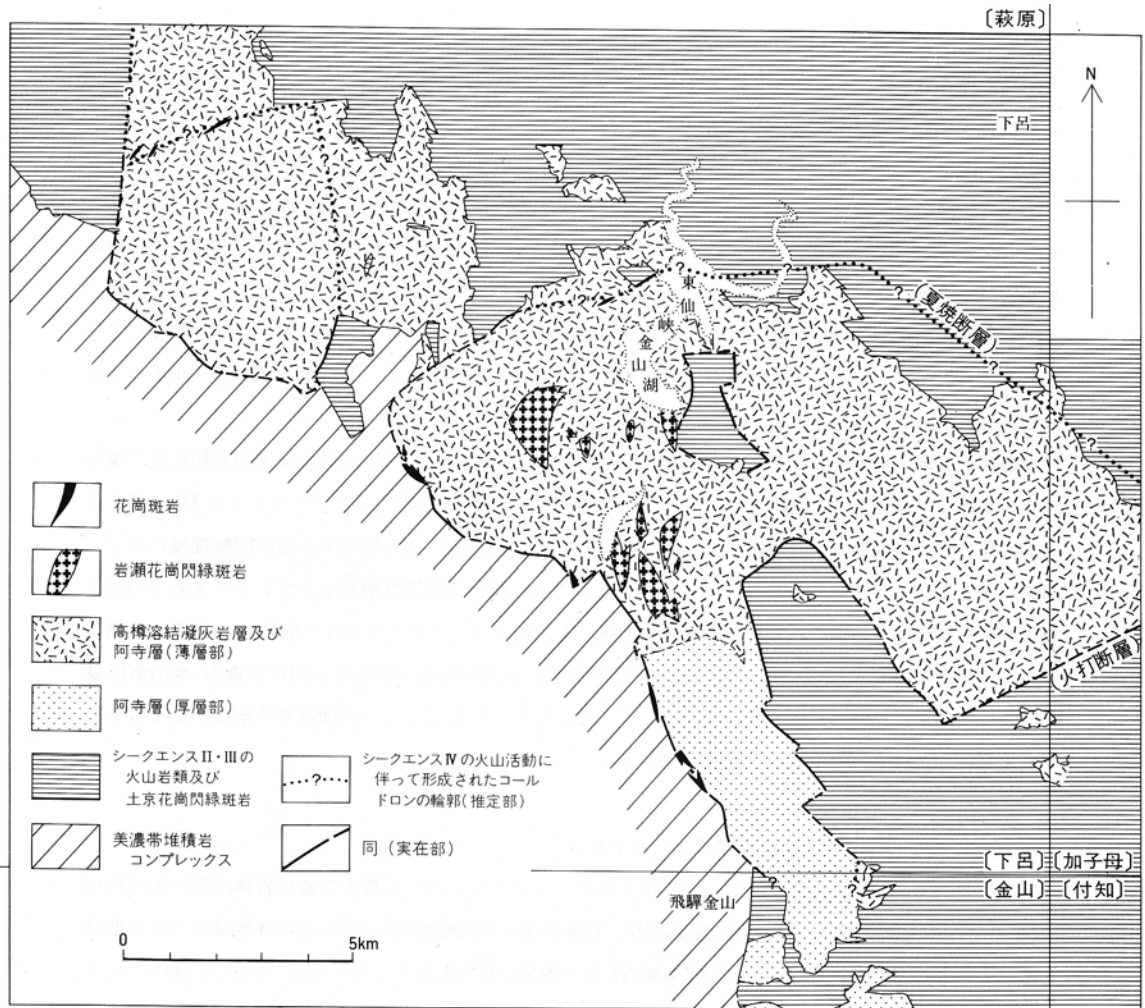 〔萩原〕
N
下呂
東
仙
峡
金
山
湖
(夏焼断層)
(火打断層)
花崗斑岩
岩瀬花崗閃緑斑岩
高樽溶結凝灰岩層及び
阿寺層(薄層部)
阿寺層(厚層部)
シークエンスⅡ・Ⅲの
火山岩類及び
土京花崗閃緑斑岩
美濃帯堆積岩
コンプレックス
シークエンスⅣの火山活動に
伴って形成されたコール
ドロンの輪郭(推定部)
同(実在部)
〔下呂〕〔加子母〕
〔金山〕〔付知〕
飛驒金山
0 5km
? ? ? ? ? ? ? ? ? ? ? ?